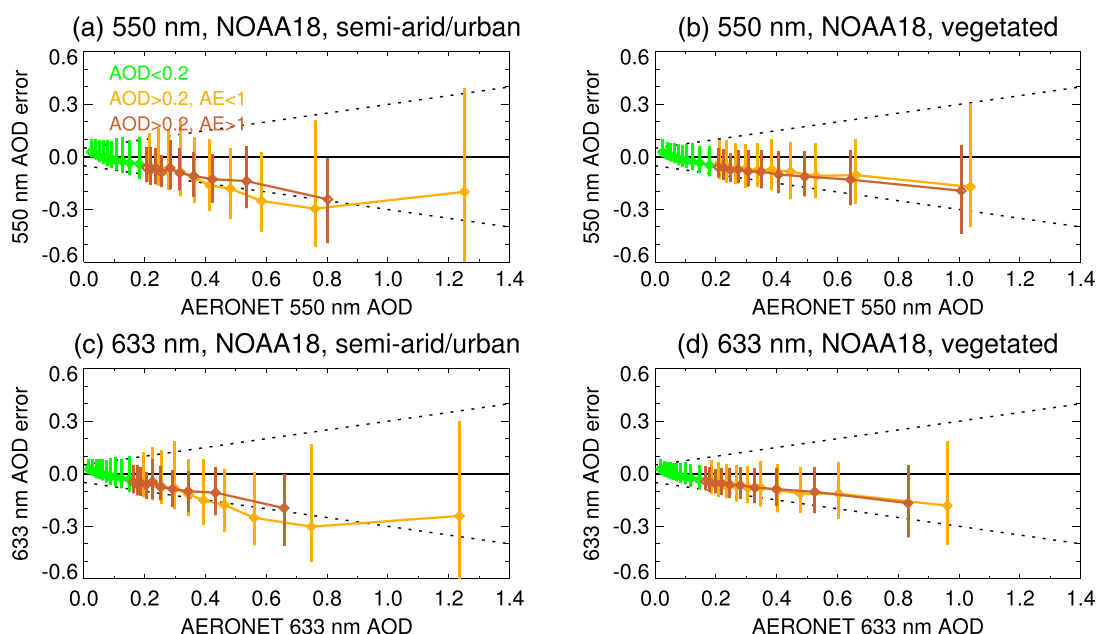 (a) 550 nm, NOAA18, semi-arid/urban
0.6
0.3
0.0
-0.3
-0.6
550 nm AOD error
AOD<0.2
AOD>0.2, AE<1
AOD>0.2, AE>1
0.0 0.2 0.4 0.6 0.8 1.0 1.2 1.4
AERONET 550 nm AOD
(b) 550 nm, NOAA18, vegetated
0.6
0.3
0.0
-0.3
-0.6
550 nm AOD error
0.0 0.2 0.4 0.6 0.8 1.0 1.2 1.4
AERONET 550 nm AOD
(c) 633 nm, NOAA18, semi-arid/urban
0.6
0.3
0.0
-0.3
-0.6
633 nm AOD error
0.0 0.2 0.4 0.6 0.8 1.0 1.2 1.4
AERONET 633 nm AOD
(d) 633 nm, NOAA18, vegetated
0.6
0.3
0.0
-0.3
-0.6
633 nm AOD error
0.0 0.2 0.4 0.6 0.8 1.0 1.2 1.4
AERONET 633 nm AOD